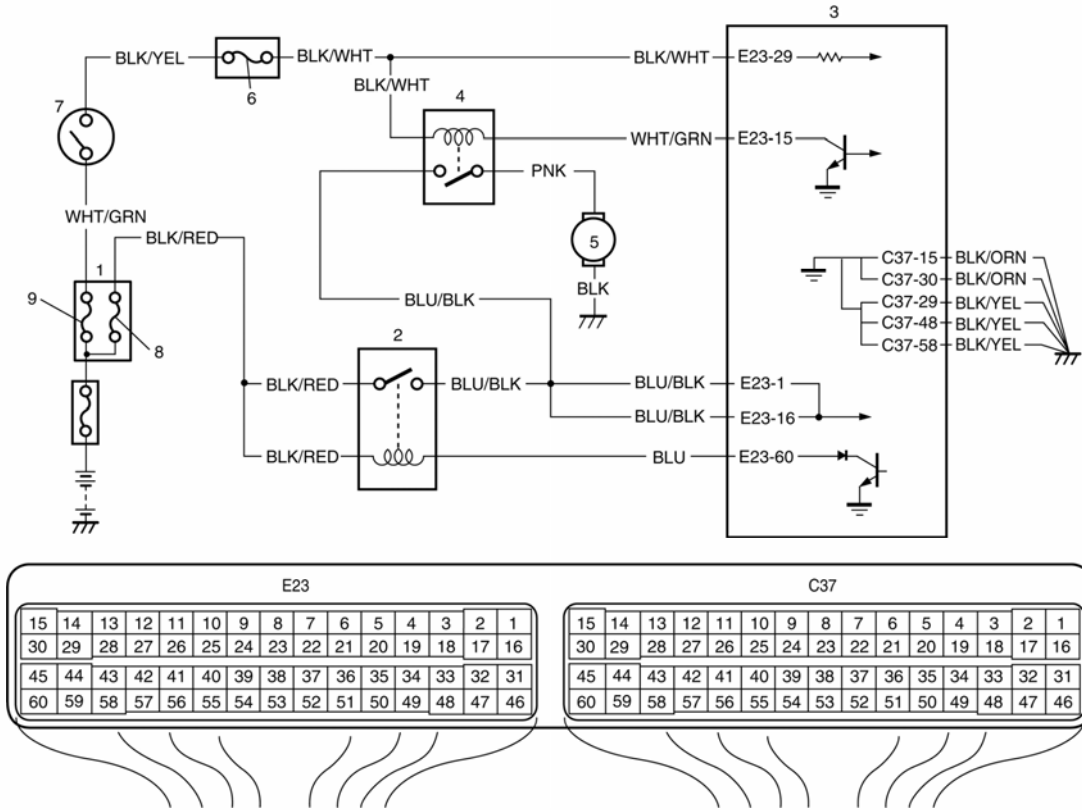 3
BLK/YEL
BLK/WHT
BLK/WHT
E23-29
6
BLK/WHT
7
4
WHT/GRN
E23-15
PNK
WHT/GRN
BLK/RED
5
C37-15
BLK/ORN
C37-30
BLK/ORN
1
BLK
9
BLU/BLK
C37-29
BLK/YEL
C37-48
BLK/YEL
8
2
C37-58
BLK/YEL
BLK/RED
BLU/BLK
BLU/BLK
E23-1
BLU/BLK
E23-16
BLK/RED
BLU
E23-60
E23
C37
15 14 13 12 11 10 9 8 7 6 5 4 3 2 1
15 14 13 12 11 10 9 8 7 6 5 4 3 2 1
30 29 28 27 26 25 24 23 22 21 20 19 18 17 16
30 29 28 27 26 25 24 23 22 21 20 19 18 17 16
45 44 43 42 41 40 39 38 37 36 35 34 33 32 31
45 44 43 42 41 40 39 38 37 36 35 34 33 32 31
60 59 58 57 56 55 54 53 52 51 50 49 48 47 46
60 59 58 57 56 55 54 53 52 51 50 49 48 47 46